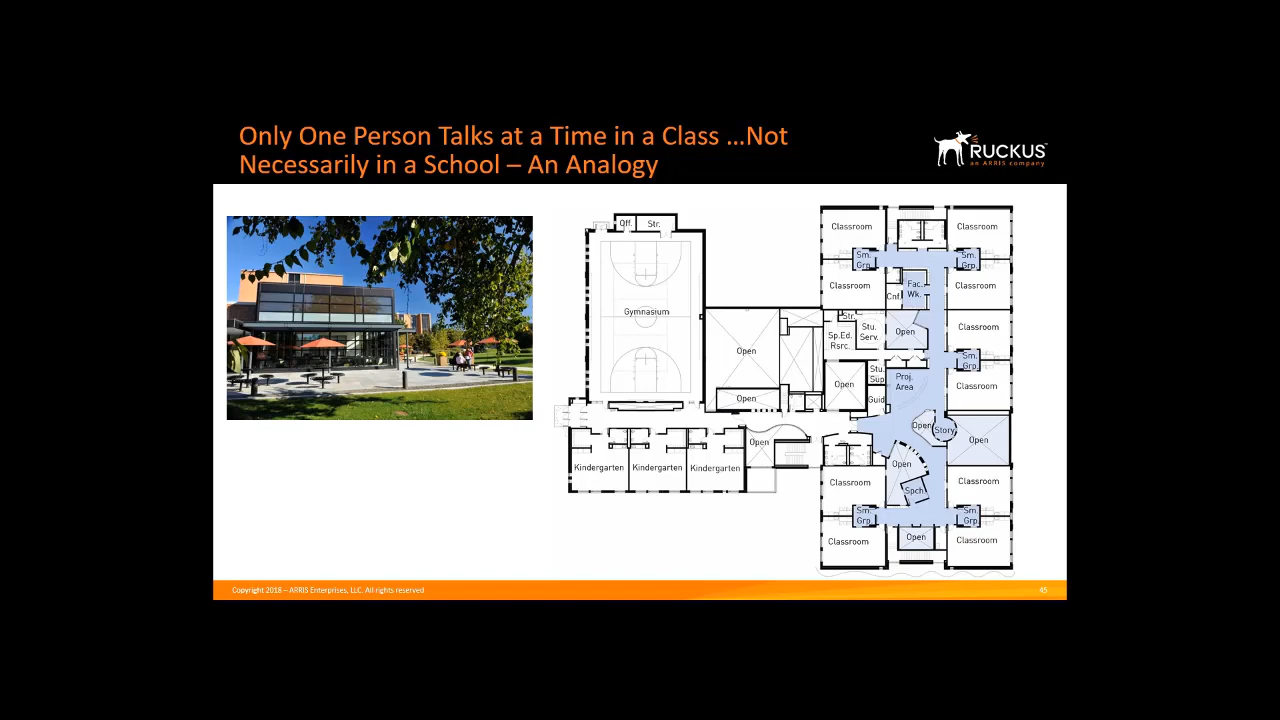 Only One Person Talks at a Time in a Class …Not
Necessarily in a School – An Analogy
RUCKUS™
an ARRIS company
Off.
Str.
Gymnasium
Kindergarten
Kindergarten
Kindergarten
Open
Open
Open
Open
Classroom
Classroom
Sm.
Grp.
Sm.
Grp.
Classroom
Classroom
Fac.
Wk.
Cnf.
Str.
Stu.
Serv.
Sp.Ed.
Rsrc.
Open
Classroom
Sm.
Grp.
Classroom
Stu.
Sup.
Proj.
Area
Guid
Open
Story
Open
Open
Classroom
Classroom
Spch.
Sm.
Grp.
Sm.
Grp.
Classroom
Open
Classroom
Copyright 2018 – ARRIS Enterprises, LLC. All rights reserved
45